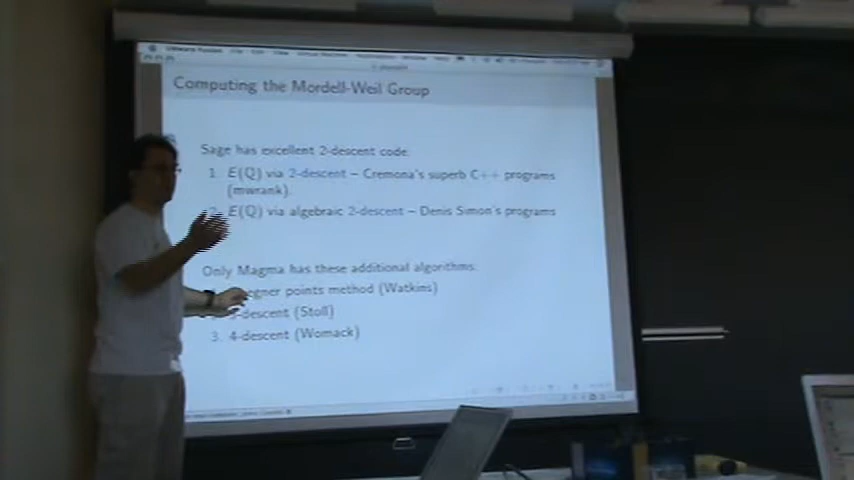 Computing the Mordell-Weil Group
Sage has excellent 2-descent code:
1. E(Q) via 2-descent – Cremona's superb C++ programs
(mwrank).
2. E(Q) via algebraic 2-descent – Denis Simon's programs
Only Magma has these additional algorithms:
points method (Watkins)
-descent (Stoll)
3. 4-descent (Womack)